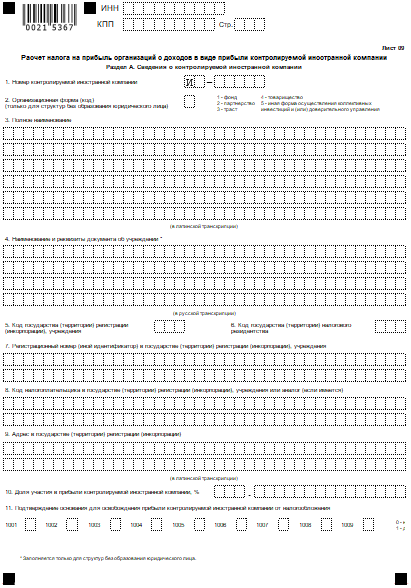 ИНН
0021 5367
КПП
Стр.
Лист 09
Расчет налога на прибыль организаций с доходов в виде прибыли контролируемой иностранной компании
Раздел А. Сведения о контролируемой иностранной компании
1. Номер контролируемой иностранной компании
И
–
2. Организационная форма (код)
(только для структур без образования юридического лица)
1 - фонд
2 - партнерство
3 - траст
4 - товарищество
5 - иная форма осуществления коллективных
инвестиций и (или) доверительного управления
3. Полное наименование
(в латинской транскрипции)
4. Наименование и реквизиты документа об учреждении *
(в русской транскрипции)
5. Код государства (территории) регистрации
(инкорпорации), учреждения
6. Код государства (территории) налогового
резидентства
7. Регистрационный номер (иной идентификатор) в государстве (территории) регистрации (инкорпорации), учреждения
8. Код налогоплательщика в государстве (территории) регистрации (инкорпорации), учреждения или аналог (если имеется)
9. Адрес в государстве (территории) регистрации (инкорпорации)
(в латинской транскрипции)
10. Доля участия в прибыли контролируемой иностранной компании, %
.
11. Подтверждение основания для освобождения прибыли контролируемой иностранной компании от налогообложения
1001 1002 1003 1004 1005 1006 1007 1008 1009
0 -
1 -
* Заполняется только для структур без образования юридического лица.